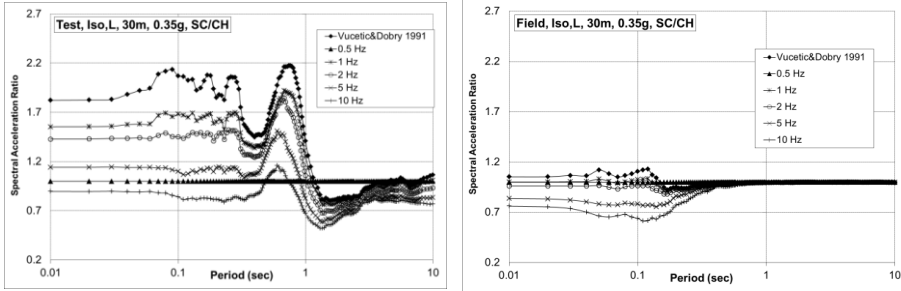 Test, Iso,L, 30m, 0.35g, SC/CH
Spectral Acceleration Ratio
2.7
2.2
1.7
1.2
0.7
0.2
Vucetic&Dobry 1991
0.5 Hz
1 Hz
2 Hz
5 Hz
10 Hz
0.01
0.1
1
10
Period (sec)
Field, Iso,L, 30m, 0.35g, SC/CH
Spectral Acceleration Ratio
2.7
2.2
1.7
1.2
0.7
0.2
Vucetic&Dobry 1991
0.5 Hz
1 Hz
2 Hz
5 Hz
10 Hz
0.01
0.1
1
10
Period (sec)